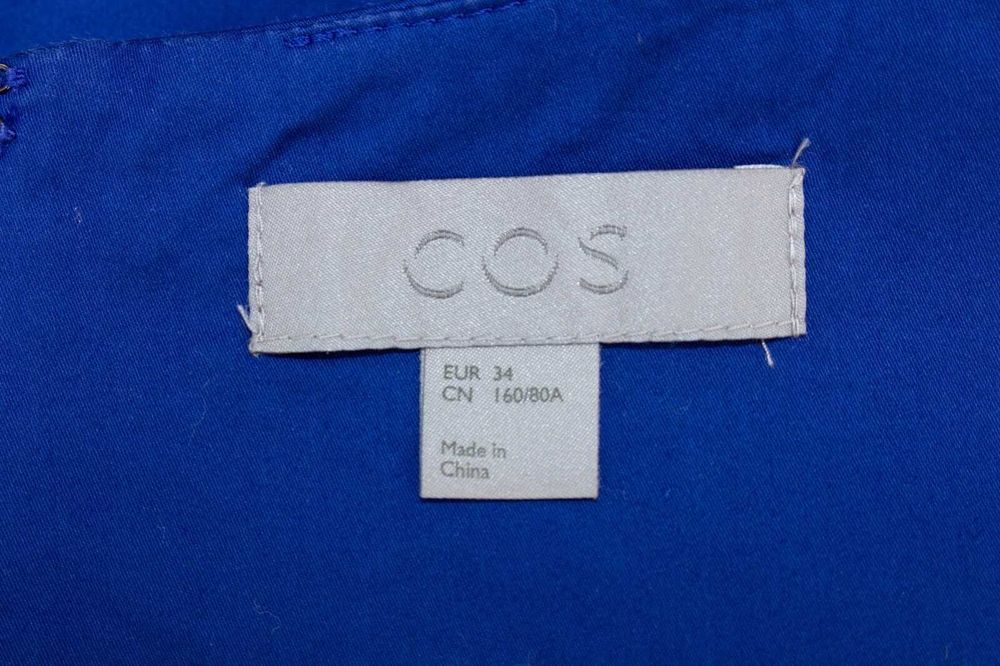 COS
EUR 34
CN 160/80A
Made in
China